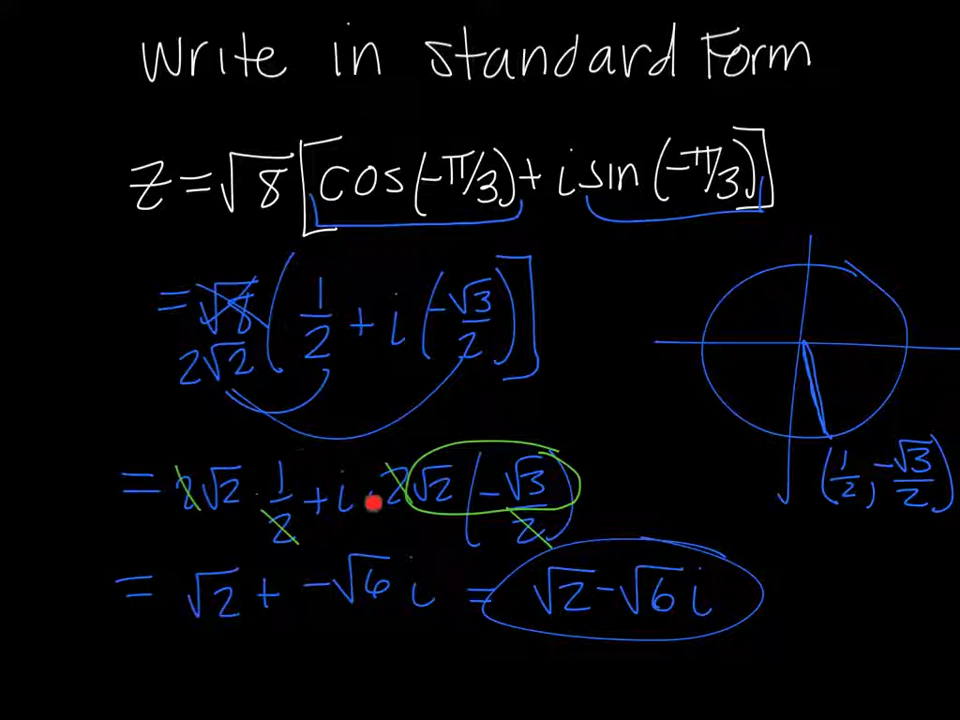 Write in standard Form
z = √8 [cos(-π/3) + i sin(-π/3)]
= √8 2√2 (1/2 + i (-√3/2)]
= 2√2 · 1/2 + i · 2√2 (-√3/2)
(1/2, -√3/2)
= √2 + -√6 i = √2 - √6 i